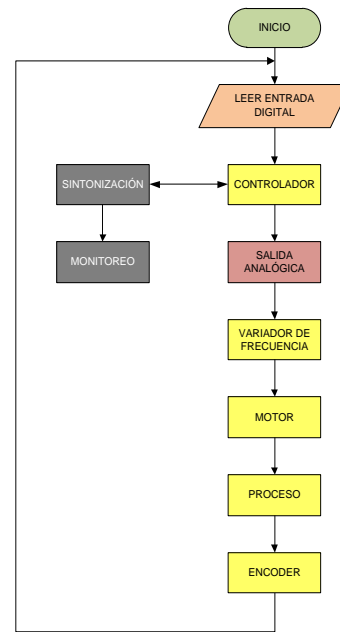 INICIO
LEER ENTRADA
DIGITAL
SINTONIZACIÓN
CONTROLADOR
MONITOREO
SALIDA
ANALÓGICA
VARIADOR DE
FRECUENCIA
MOTOR
PROCESO
ENCODER